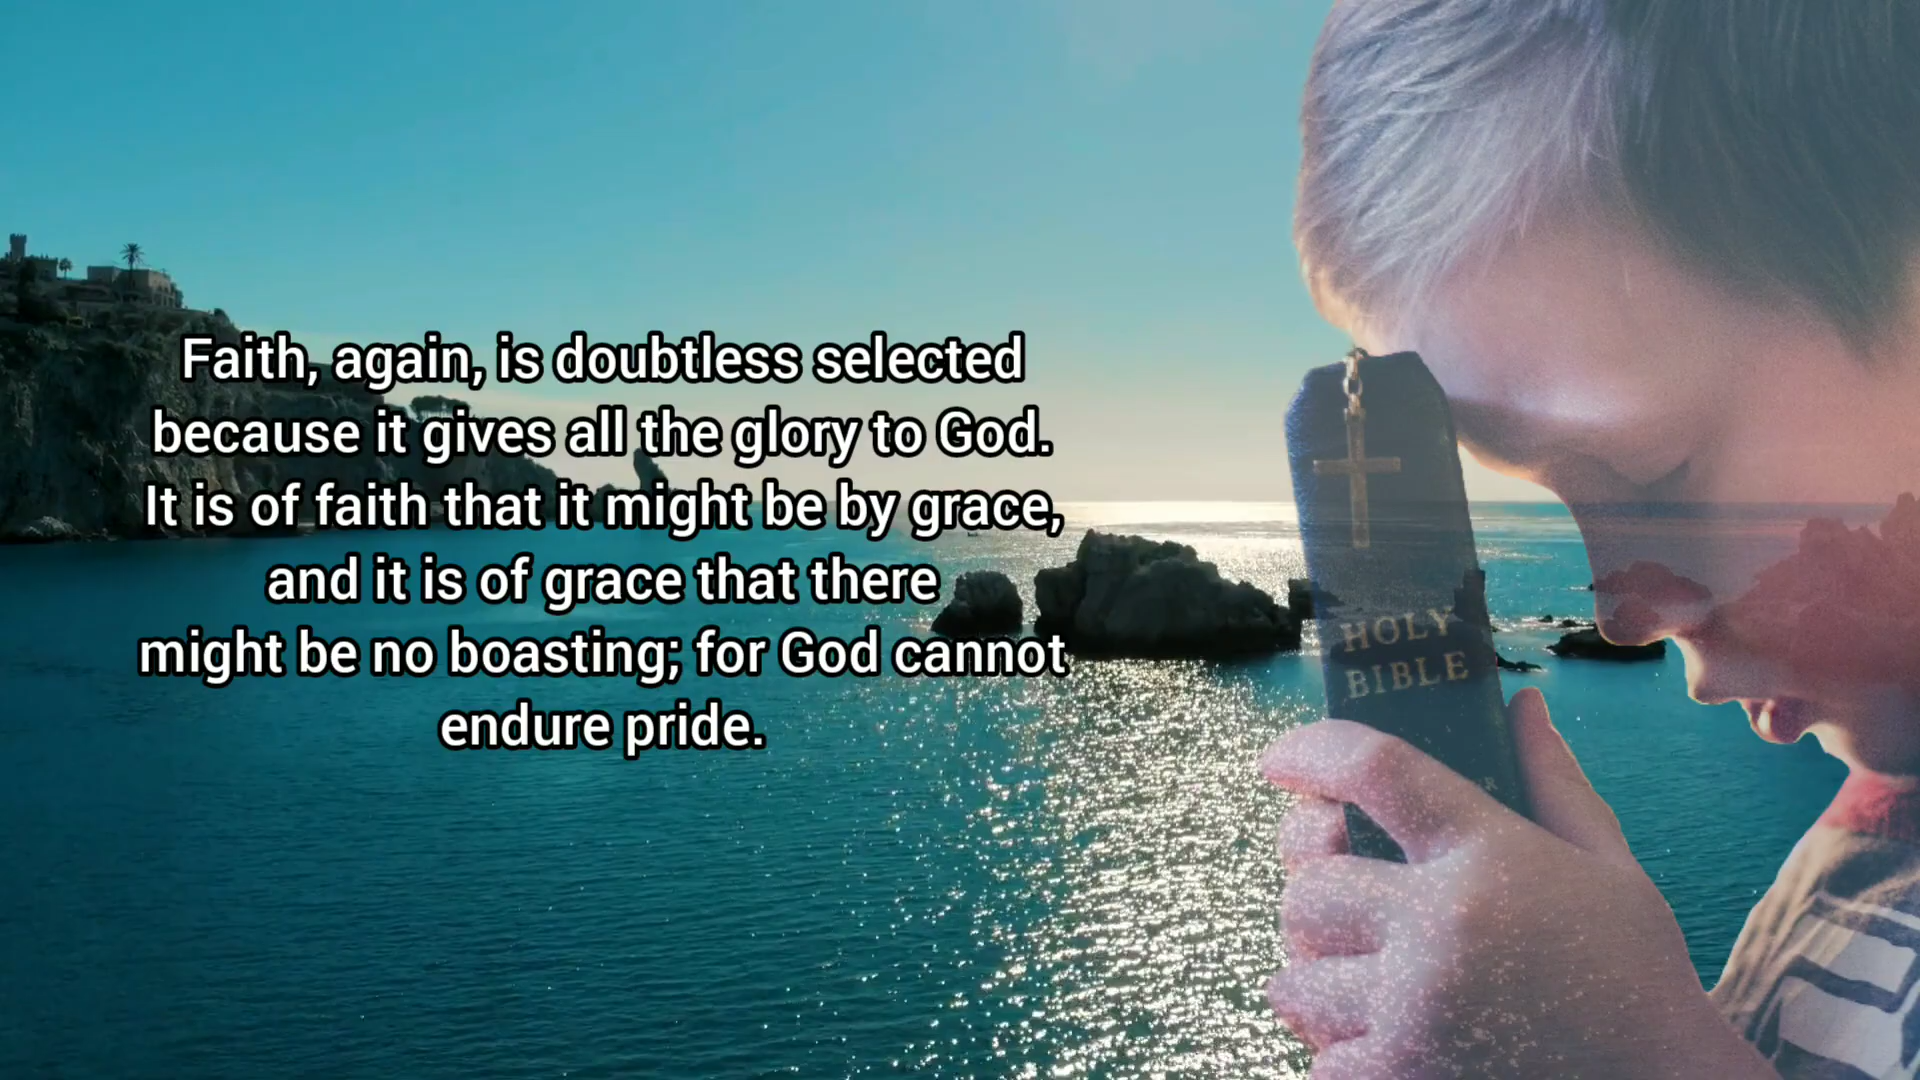 Faith, again, is doubtless selected
because it gives all the glory to God.
It is of faith that it might be by grace,
and it is of grace that there
might be no boasting; for God cannot
endure pride.
HOLY
BIBLE